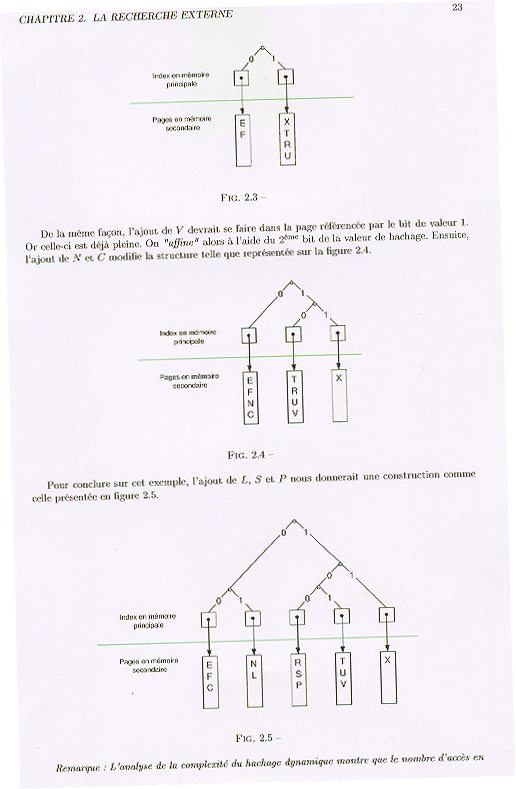 CHAPITRE 2. LA RECHERCHE EXTERNE 23
0 1
Index en mémoire
principale
Pages en mémoire
secondaire
E
F
X
T
R
U
FIG. 2.3 –
De la même façon, l'ajout de V devrait se faire dans la page référencée par le bit de valeur 1.
Or celle-ci est déjà pleine. On "affine" alors à l'aide du 2ème bit de la valeur de hachage. Ensuite,
l'ajout de N et C modifie la structure telle que représentée sur la figure 2.4.
0 1
0 1
Index en mémoire
principale
Pages en mémoire
secondaire
E
F
N
C
T
R
U
V
X
FIG. 2.4 –
Pour conclure sur cet exemple, l'ajout de L, S et P nous donnerait une construction comme
celle présentée en figure 2.5.
0 1
0 1
0 1
0 1
Index en mémoire
principale
Pages en mémoire
secondaire
E
F
C
N
L
R
S
P
T
U
V
X
FIG. 2.5 –
Remarque : L'analyse de la complexité du hachage dynamique montre que le nombre d'accès en